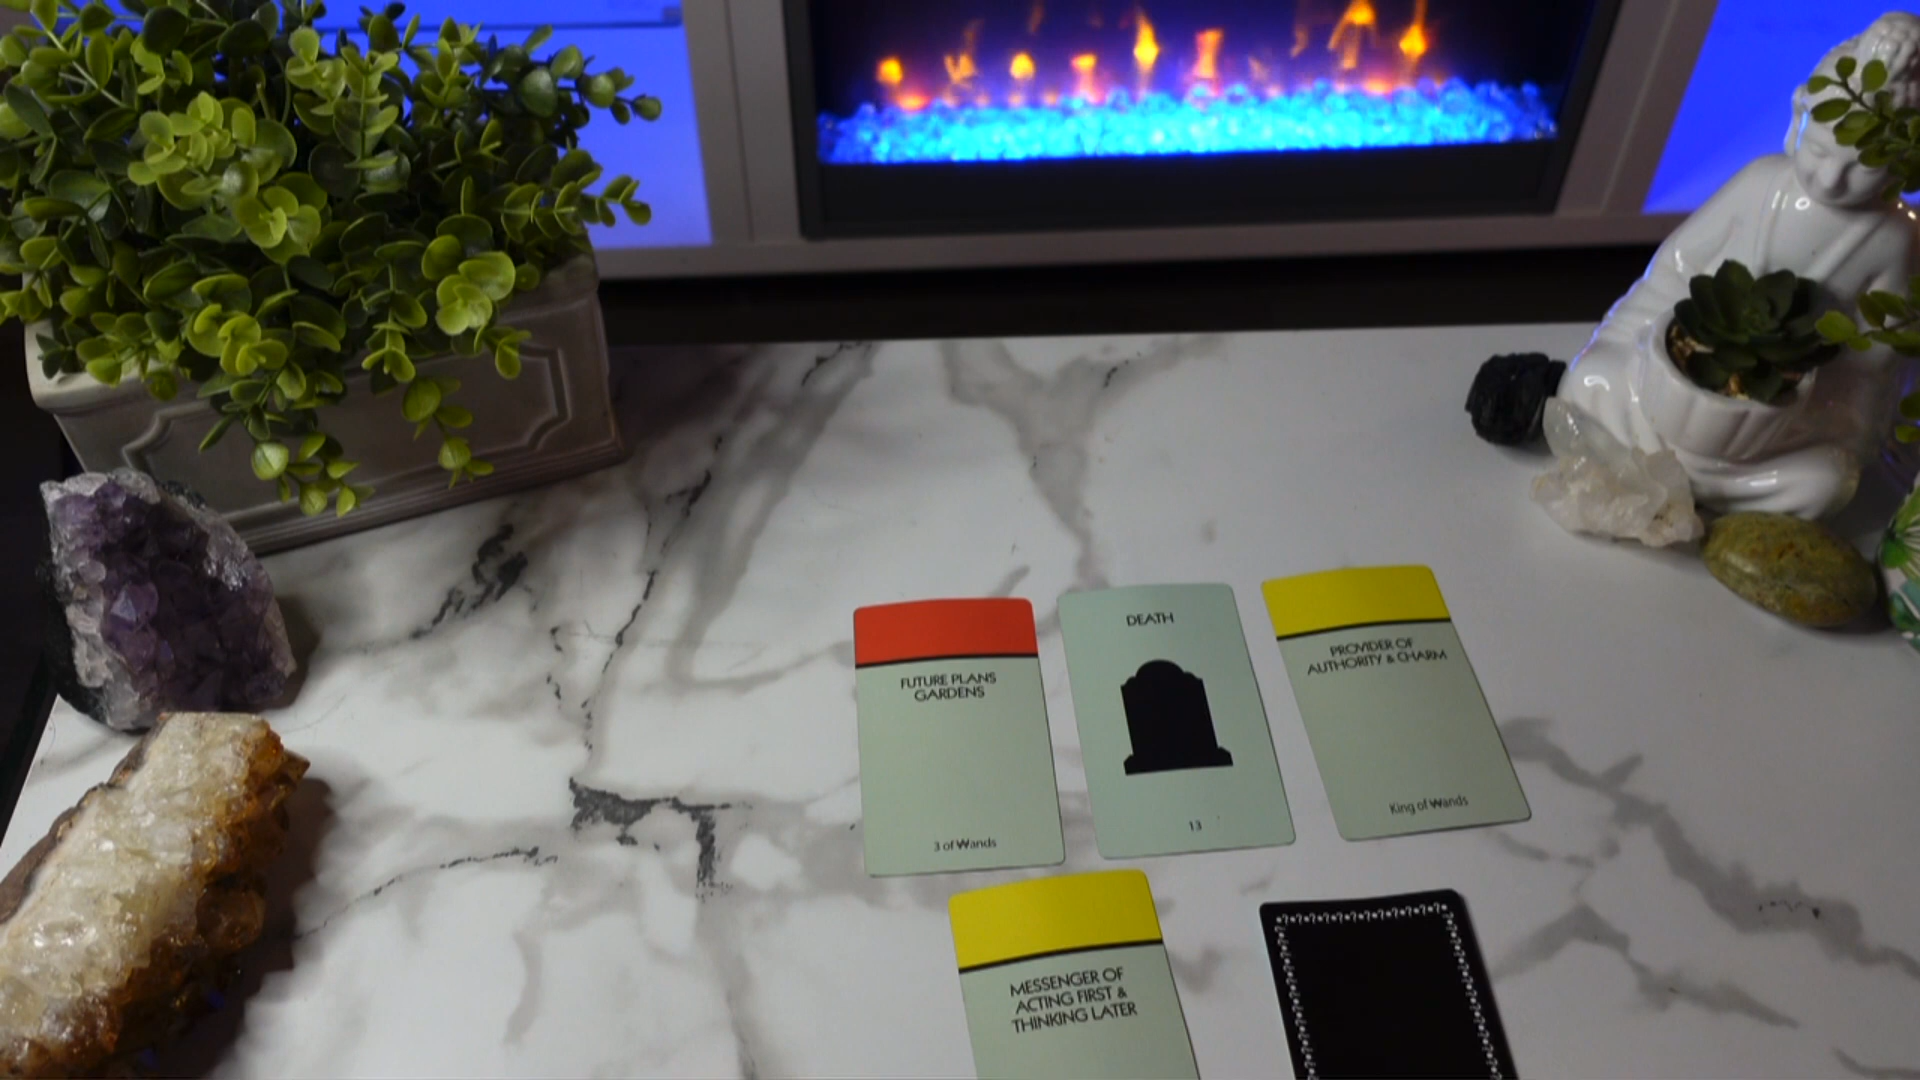 FUTURE PLANS
GARDENS
3 of Wands
DEATH
13
PROVIDER OF
AUTHORITY & CHARM
King of Wands
MESSENGER OF
ACTING FIRST &
THINKING LATER